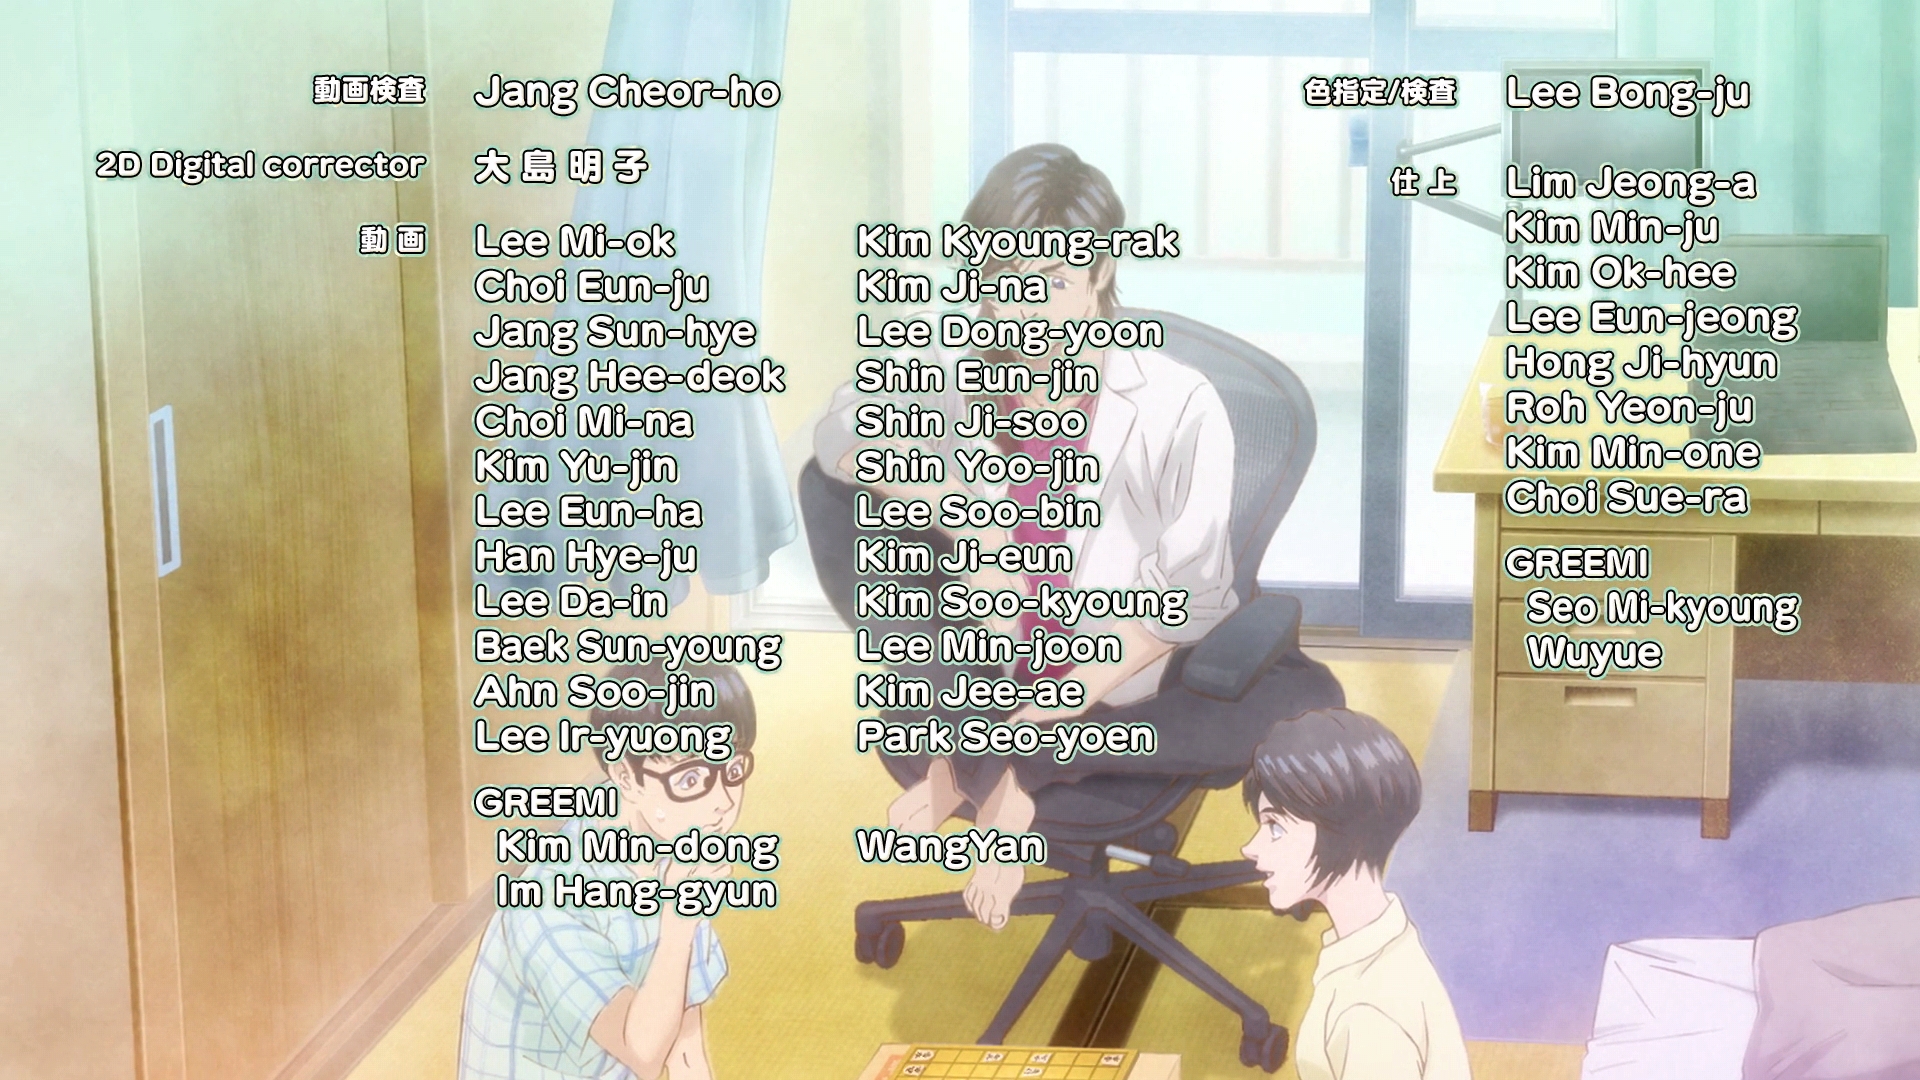 動画検査 Jang Cheor-ho
2D Digital corrector 大島明子
動画 Lee Mi-ok Kim Kyoung-rak
Choi Eun-ju Kim Ji-na
Jang Sun-hye Lee Dong-yoon
Jang Hee-deok Shin Eun-jin
Choi Mi-na Shin Ji-soo
Kim Yu-jin Shin Yoo-jin
Lee Eun-ha Lee Soo-bin
Han Hye-ju Kim Ji-eun
Lee Da-in Kim Soo-kyoung
Baek Sun-young Lee Min-joon
Ahn Soo-jin Kim Jee-ae
Lee Ir-yuong Park Seo-yoen
GREEMI
Kim Min-dong WangYan
Im Hang-gyun
色指定/検査 Lee Bong-ju
仕上 Lim Jeong-a
Kim Min-ju
Kim Ok-hee
Lee Eun-jeong
Hong Ji-hyun
Roh Yeon-ju
Kim Min-one
Choi Sue-ra
GREEMI
Seo Mi-kyoung
Wuyue